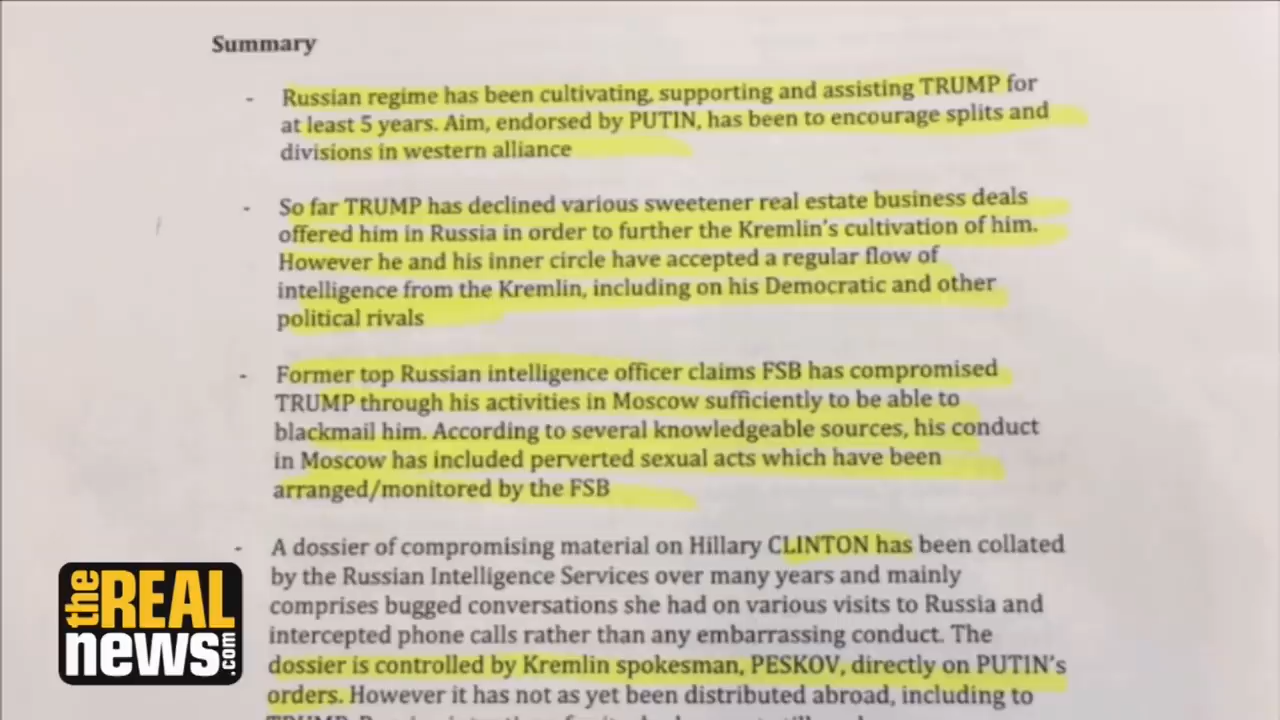 Summary
- Russian regime has been cultivating, supporting and assisting TRUMP for
at least 5 years. Aim, endorsed by PUTIN, has been to encourage splits and
divisions in western alliance
- So far TRUMP has declined various sweetener real estate business deals
offered him in Russia in order to further the Kremlin's cultivation of him.
However he and his inner circle have accepted a regular flow of
intelligence from the Kremlin, including on his Democratic and other
political rivals
- Former top Russian intelligence officer claims FSB has compromised
TRUMP through his activities in Moscow sufficiently to be able to
blackmail him. According to several knowledgeable sources, his conduct
in Moscow has included perverted sexual acts which have been
arranged/monitored by the FSB
- A dossier of compromising material on Hillary CLINTON has been collated
by the Russian Intelligence Services over many years and mainly
comprises bugged conversations she had on various visits to Russia and
intercepted phone calls rather than any embarrassing conduct. The
dossier is controlled by Kremlin spokesman, PESKOV, directly on PUTIN's
orders. However it has not as yet been distributed abroad, including to
the REAL
news.com